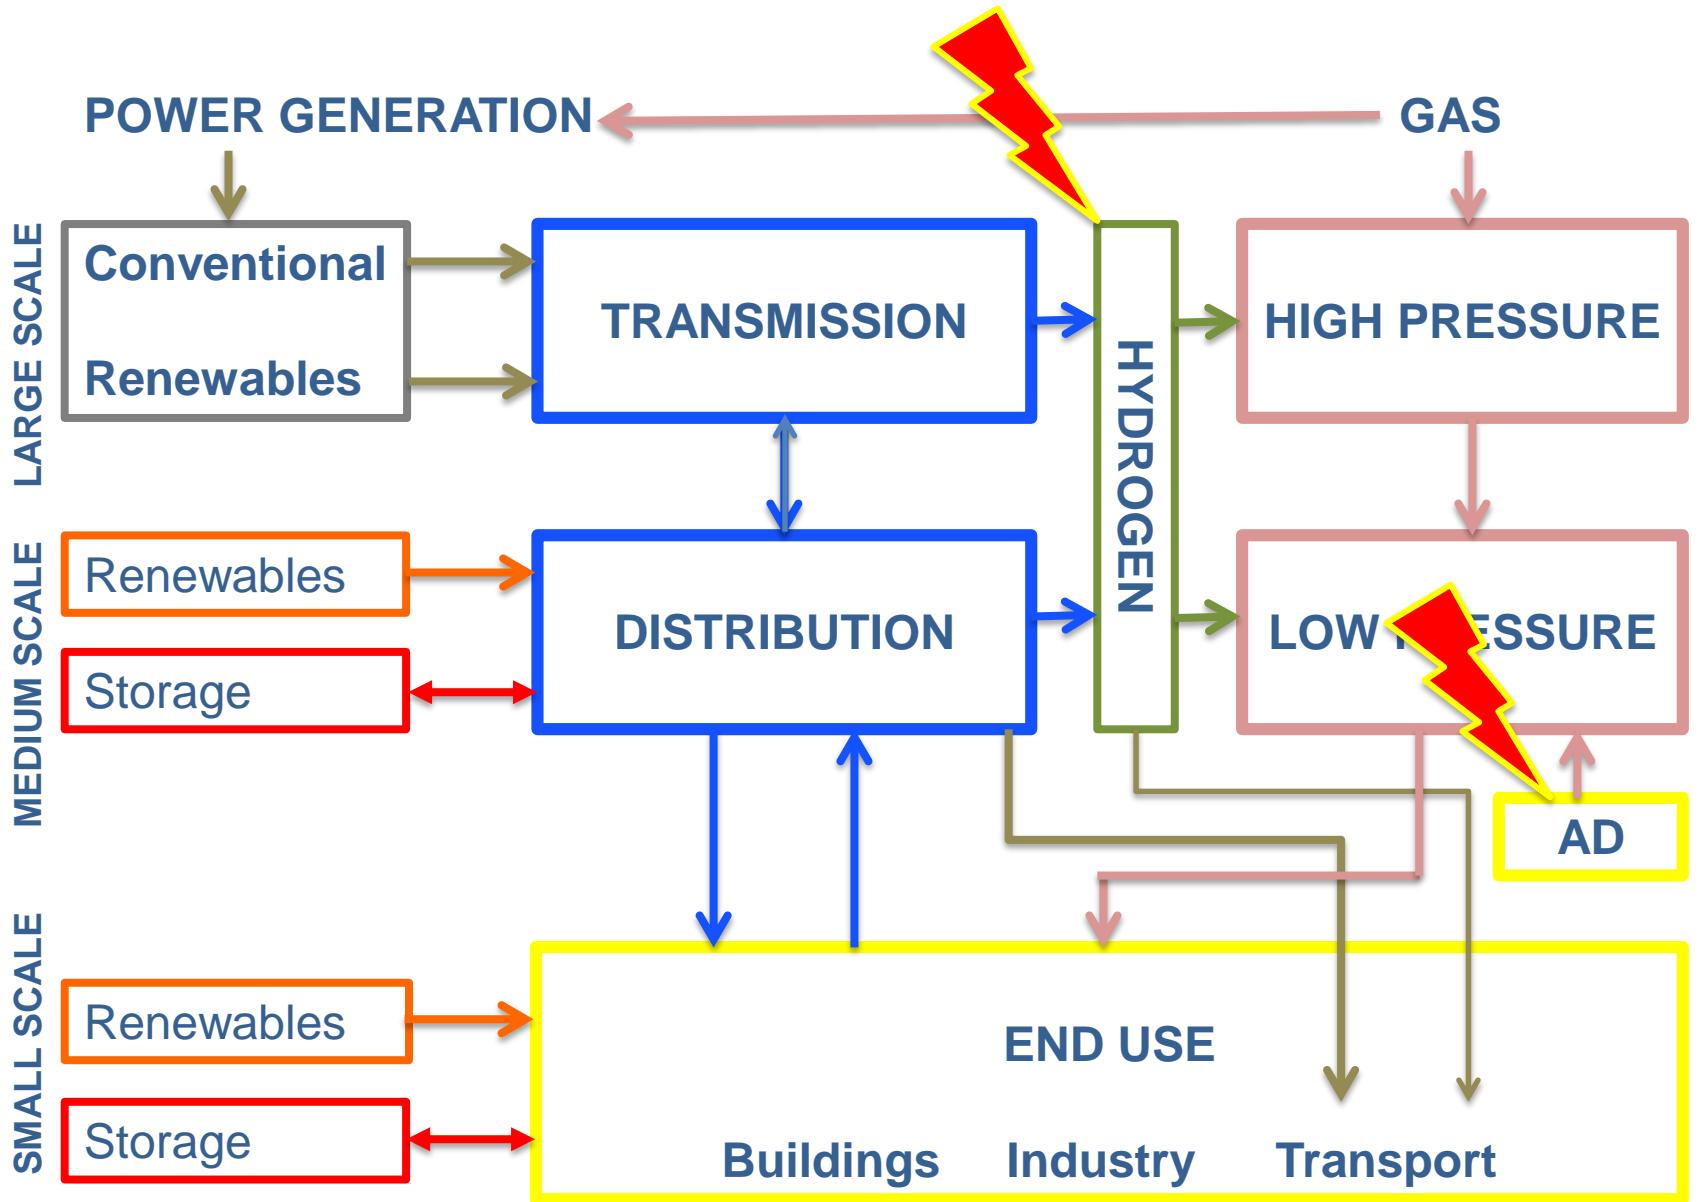 POWER GENERATION
GAS
LARGE SCALE
Conventional
Renewables
TRANSMISSION
HYDROGEN
HIGH PRESSURE
MEDIUM SCALE
Renewables
Storage
DISTRIBUTION
LOW ESSURE
AD
SMALL SCALE
Renewables
Storage
END USE
Buildings Industry Transport